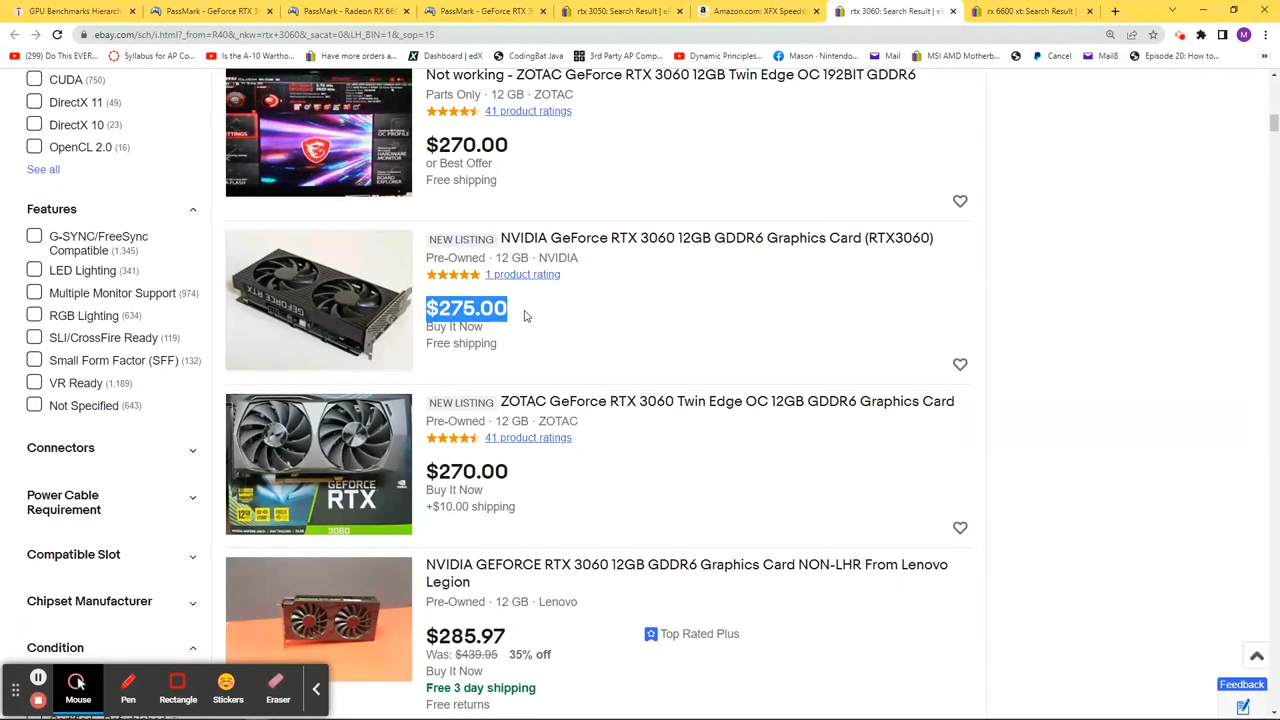 GPU Benchmarks Hierarc
PassMark - GeForce RTX 3
PassMark - Radeon RX 66
PassMark - GeForce RTX 3
rtx 3050: Search Result | eE
Amazon.com: XFX Speedst
rtx 3060: Search Result | eE
rx 6600 xt: Search Result |
ebay.com/sch/i.html?_from=R40&_nkw=rtx+3060&_sacat=0&LH_BIN=1&_sop=15
M
(299) Do This EVER...
Syllabus for AP Co...
Is the A-10 Wartho...
Have more orders a...
Dashboard | edX
CodingBat Java
3rd Party AP Comp...
Dynamic Principles...
Mason - Nintendo...
Mail
MSI AMD Motherb...
Cancel
Mail8
Episode 20: How to...
»
CUDA (750)
DirectX 10 (23)
OpenCL 2.0 (16)
See all
Features
G-SYNC/FreeSync
Compatible (1,345)
LED Lighting (341)
Multiple Monitor Support (974)
RGB Lighting (634)
SLI/CrossFire Ready (119)
Small Form Factor (SFF) (132)
VR Ready (1,189)
Not Specified (643)
Connectors
Power Cable
Requirement
Compatible Slot
Chipset Manufacturer
Condition
Not working - ZOTAC GeForce RTX 3060 12GB Twin Edge OC 192BIT GDDR6
Parts Only · 12 GB · ZOTAC
41 product ratings
$270.00
or Best Offer
Free shipping
NEW LISTING NVIDIA GeForce RTX 3060 12GB GDDR6 Graphics Card (RTX3060)
Pre-Owned · 12 GB · NVIDIA
1 product rating
$275.00
Buy It Now
Free shipping
GEFORCE RTX
NEW LISTING ZOTAC GeForce RTX 3060 Twin Edge OC 12GB GDDR6 Graphics Card
Pre-Owned · 12 GB · ZOTAC
41 product ratings
$270.00
Buy It Now
+$10.00 shipping
GEFORCE
RTX
3060
NVIDIA GEFORCE RTX 3060 12GB GDDR6 Graphics Card NON-LHR From Lenovo
Legion
Pre-Owned · 12 GB · Lenovo
$285.97
Top Rated Plus
Was: $439.95 35% off
Buy It Now
Free 3 day shipping
Free returns
Feedback
Mouse
Pen
Rectangle
Stickers
Eraser